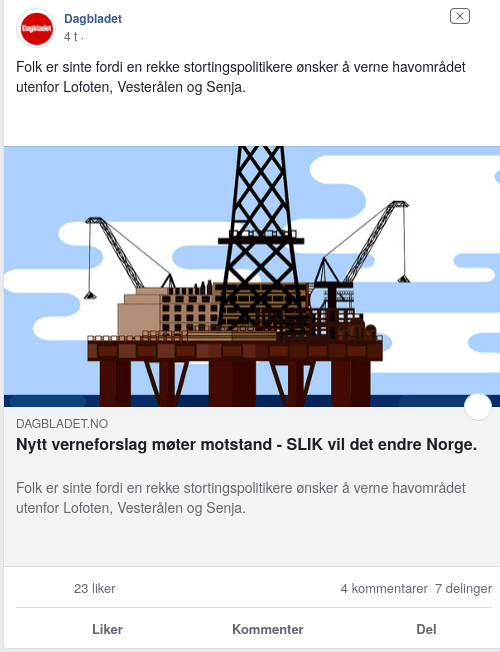 Dagbladet
Dagbladet
4 t ·
Folk er sinte fordi en rekke stortingspolitikere ønsker å verne havområdet
utenfor Lofoten, Vesterålen og Senja.
DAGBLADET.NO
Nytt verneforslag møter motstand - SLIK vil det endre Norge.
Folk er sinte fordi en rekke stortingspolitikere ønsker å verne havområdet
utenfor Lofoten, Vesterålen og Senja.
23 liker
4 kommentarer 7 delinger
Liker
Kommenter
Del